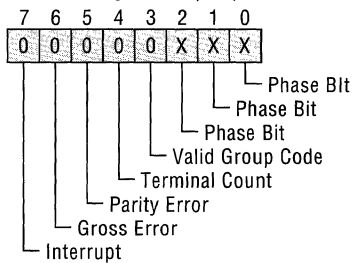 7 6 5 4 3 2 1 0
0 0 0 0 0 X X X
Phase BIt
Phase Bit
Phase Bit
Valid Group Code
Terminal Count
Parity Error
Gross Error
Interrupt